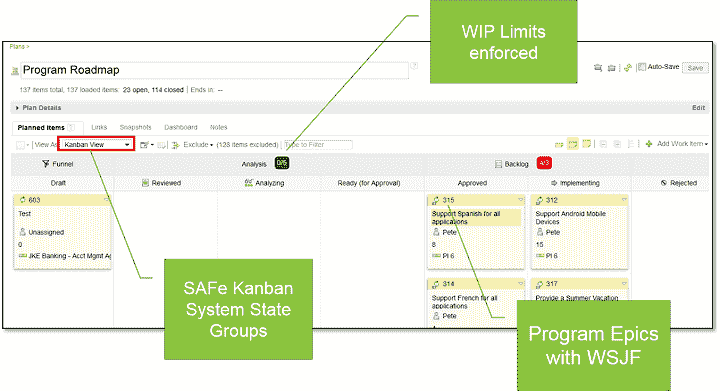 WIP Limits
enforced
Plans >
Program Roadmap
Auto-Save
Save
137 items total, 137 loaded items: 23 open, 114 closed | Ends in: --
Plan Details
Edit
Planned Items
Links
Snapshots
Dashboard
Notes
View As
Kanban View
Exclude
(128 items excluded)
Type to Filter
Add Work Item
Funnel
Analysis
0/6
Backlog
4/3
Draft
Reviewed
Analyzing
Ready (for Approval)
Approved
Implementing
Rejected
603
Test
Unassigned
0
JKE Banking - Acct Mgmt Ag
315
Support Spanish for all
applications
Pete
8
PI 6
312
Support Android Mobile
Devices
Pete
15
PI 6
314
Support French for all
applications
Pete
317
Provide a Summer Vacation
SAFe Kanban
System State
Groups
Program Epics
with WSJF